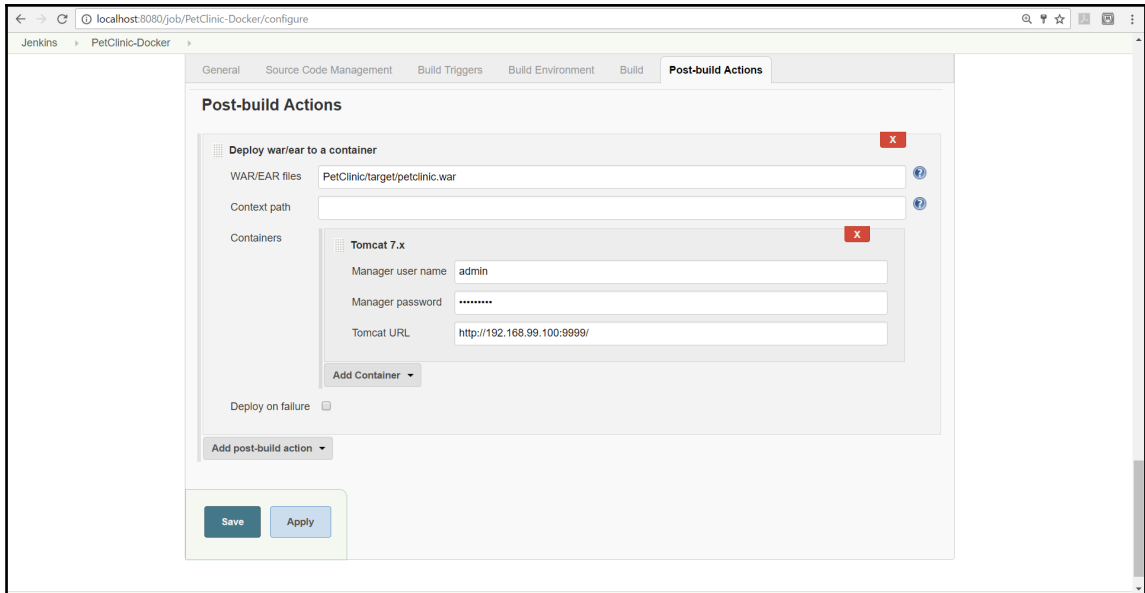 localhost:8080/job/PetClinic-Docker/configure
Jenkins PetClinic-Docker
General Source Code Management Build Triggers Build Environment Build Post-build Actions
Post-build Actions
X
Deploy war/ear to a container
WAR/EAR files PetClinic/target/petclinic.war
Context path
Containers
X
Tomcat 7.x
Manager user name admin
Manager password •••••••••
Tomcat URL http://192.168.99.100:9999/
Add Container
Deploy on failure
Add post-build action
Save Apply